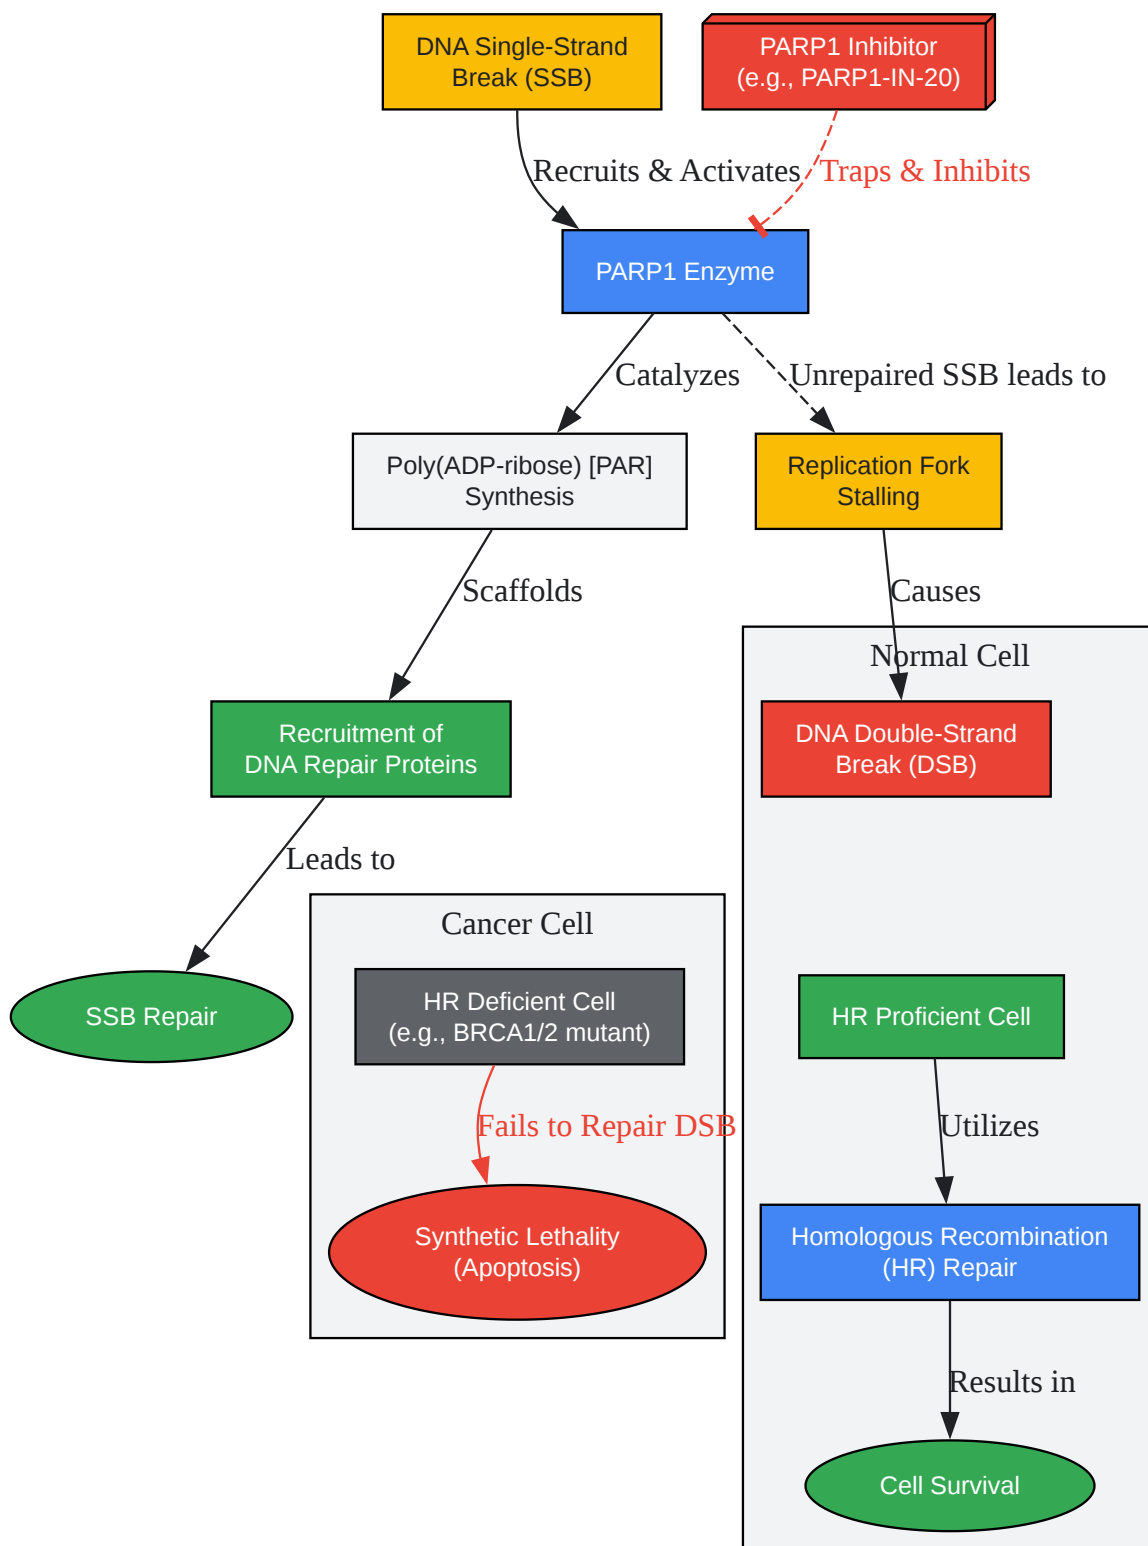 DNA Single-Strand
Break (SSB)
PARP1 Inhibitor
(e.g., PARP1-IN-20)
Recruits & Activates
Traps & Inhibits
PARP1 Enzyme
Catalyzes
Unrepaired SSB leads to
Poly(ADP-ribose) [PAR]
Synthesis
Replication Fork
Stalling
Scaffolds
Causes
Normal Cell
Recruitment of
DNA Repair Proteins
DNA Double-Strand
Break (DSB)
Leads to
Cancer Cell
SSB Repair
HR Deficient Cell
(e.g., BRCA1/2 mutant)
HR Proficient Cell
Fails to Repair DSB
Utilizes
Synthetic Lethality
(Apoptosis)
Homologous Recombination
(HR) Repair
Results in
Cell Survival